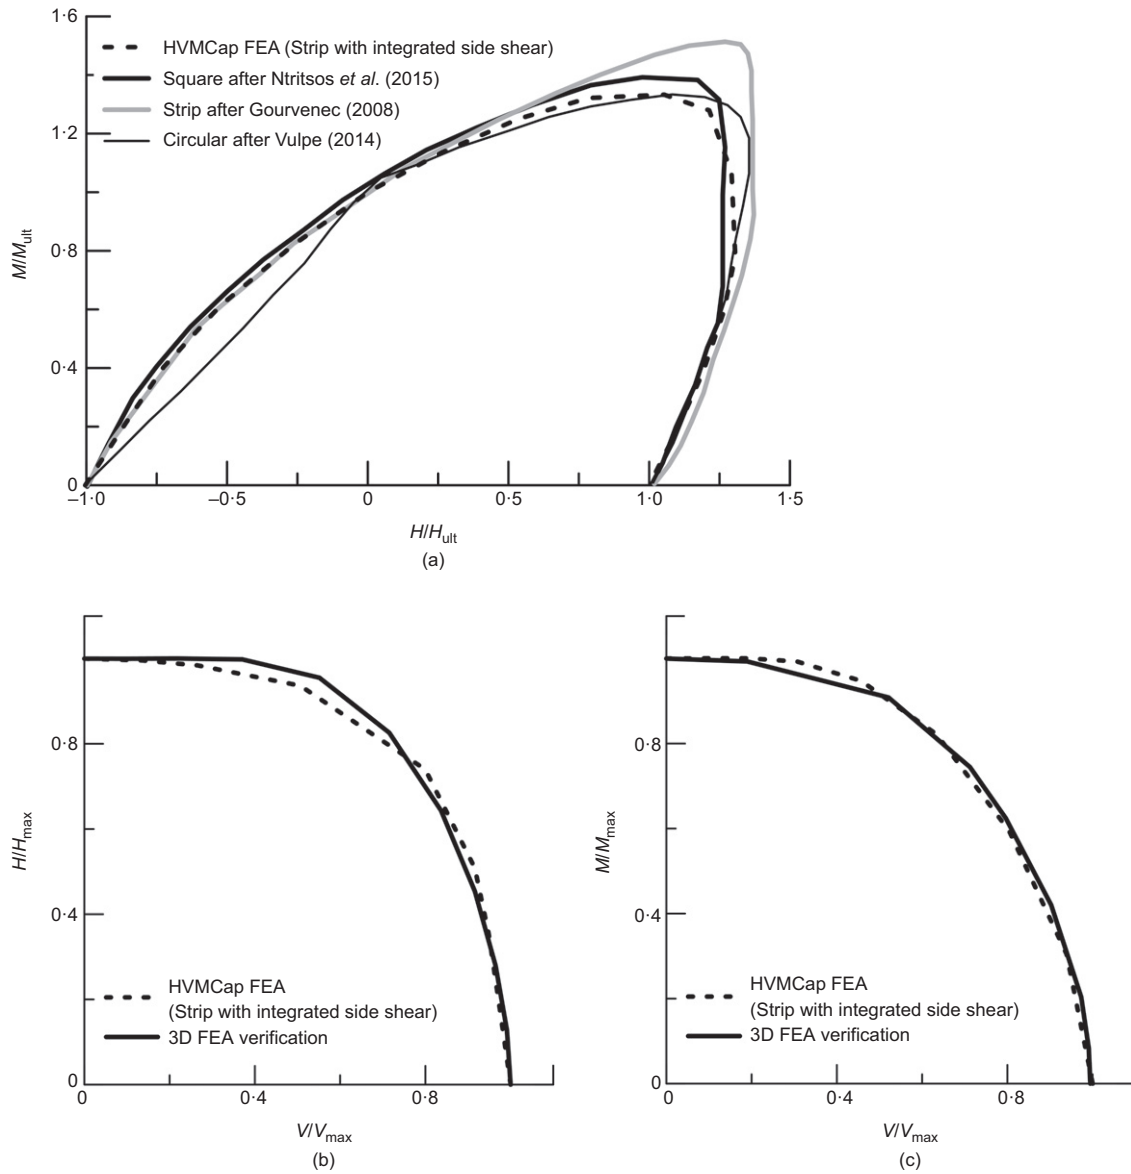 1·6
HVMCap FEA (Strip with integrated side shear)
Square after Ntritsos et al. (2015)
Strip after Gourvenec (2008)
Circular after Vulpe (2014)
1·2
M/Mult
0·8
0·4
0
–1·0
–0·5
0
0·5
1·0
1·5
H/Hult
(a)
H/Hmax
0·8
0·4
HVMCap FEA
(Strip with integrated side shear)
3D FEA verification
0
0
0·4
0·8
V/Vmax
(b)
M/Mmax
0·8
0·4
HVMCap FEA
(Strip with integrated side shear)
3D FEA verification
0
0
0·4
0·8
V/Vmax
(c)